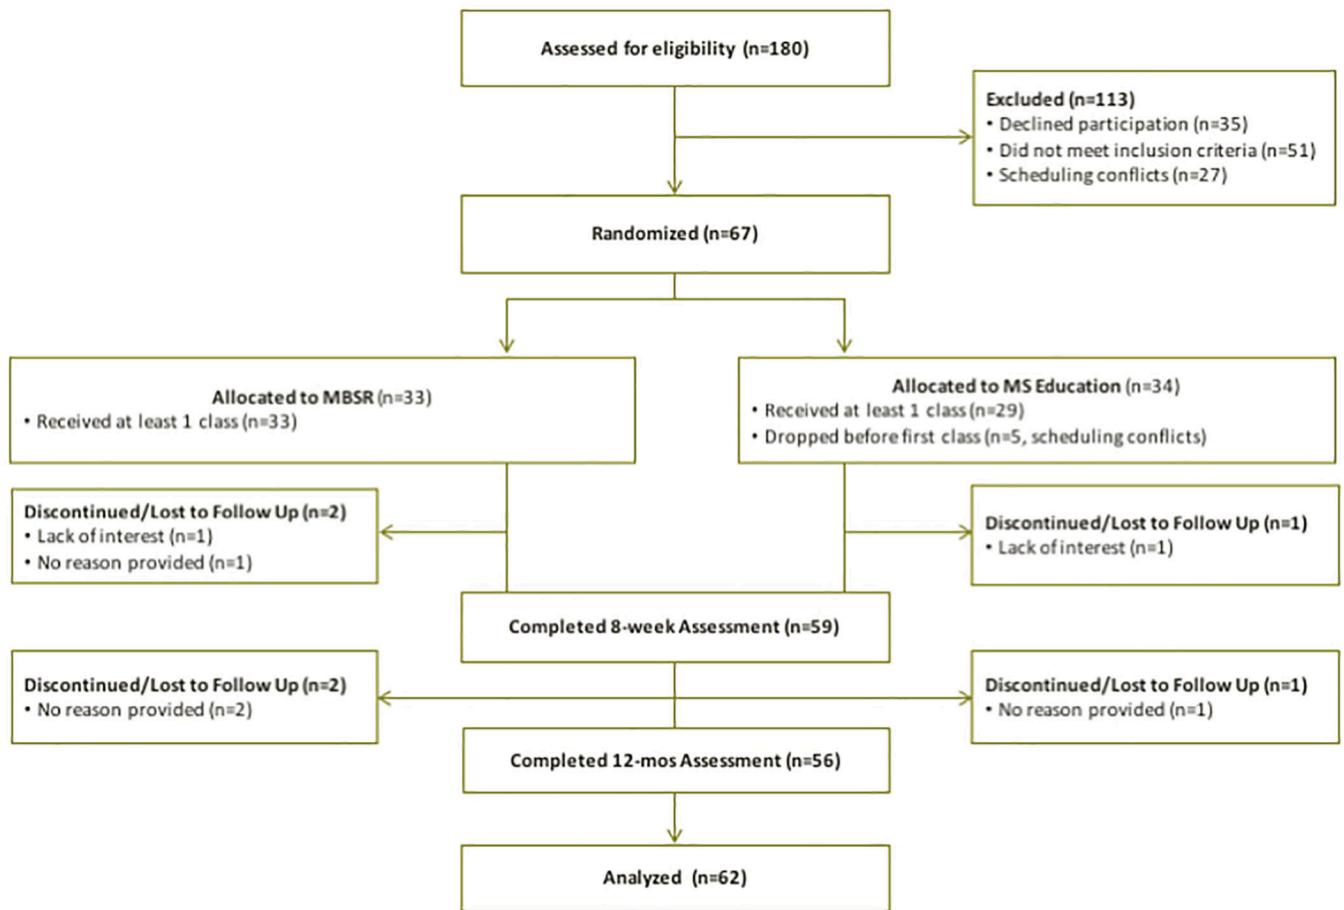 Assessed for eligibility (n=180)
Excluded (n=113)
• Declined participation (n=35)
• Did not meet inclusion criteria (n=51)
• Scheduling conflicts (n=27)
Randomized (n=67)
Allocated to MBSR (n=33)
• Received at least 1 class (n=33)
Allocated to MS Education (n=34)
• Received at least 1 class (n=29)
• Dropped before first class (n=5, scheduling conflicts)
Discontinued/Lost to Follow Up (n=2)
• Lack of interest (n=1)
• No reason provided (n=1)
Discontinued/Lost to Follow Up (n=1)
• Lack of interest (n=1)
Completed 8-week Assessment (n=59)
Discontinued/Lost to Follow Up (n=2)
• No reason provided (n=2)
Discontinued/Lost to Follow Up (n=1)
• No reason provided (n=1)
Completed 12-mos Assessment (n=56)
Analyzed (n=62)